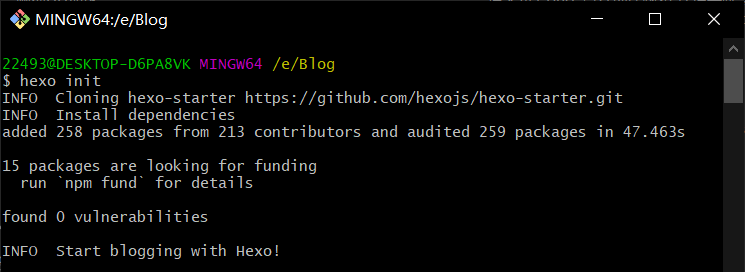 MINGW64:/e/Blog
22493@DESKTOP-D6PA8VK MINGW64 /e/Blog
$ hexo init
INFO  Cloning hexo-starter https://github.com/hexojs/hexo-starter.git
INFO  Install dependencies
added 258 packages from 213 contributors and audited 259 packages in 47.463s
15 packages are looking for funding
  run `npm fund` for details
found 0 vulnerabilities
INFO  Start blogging with Hexo!